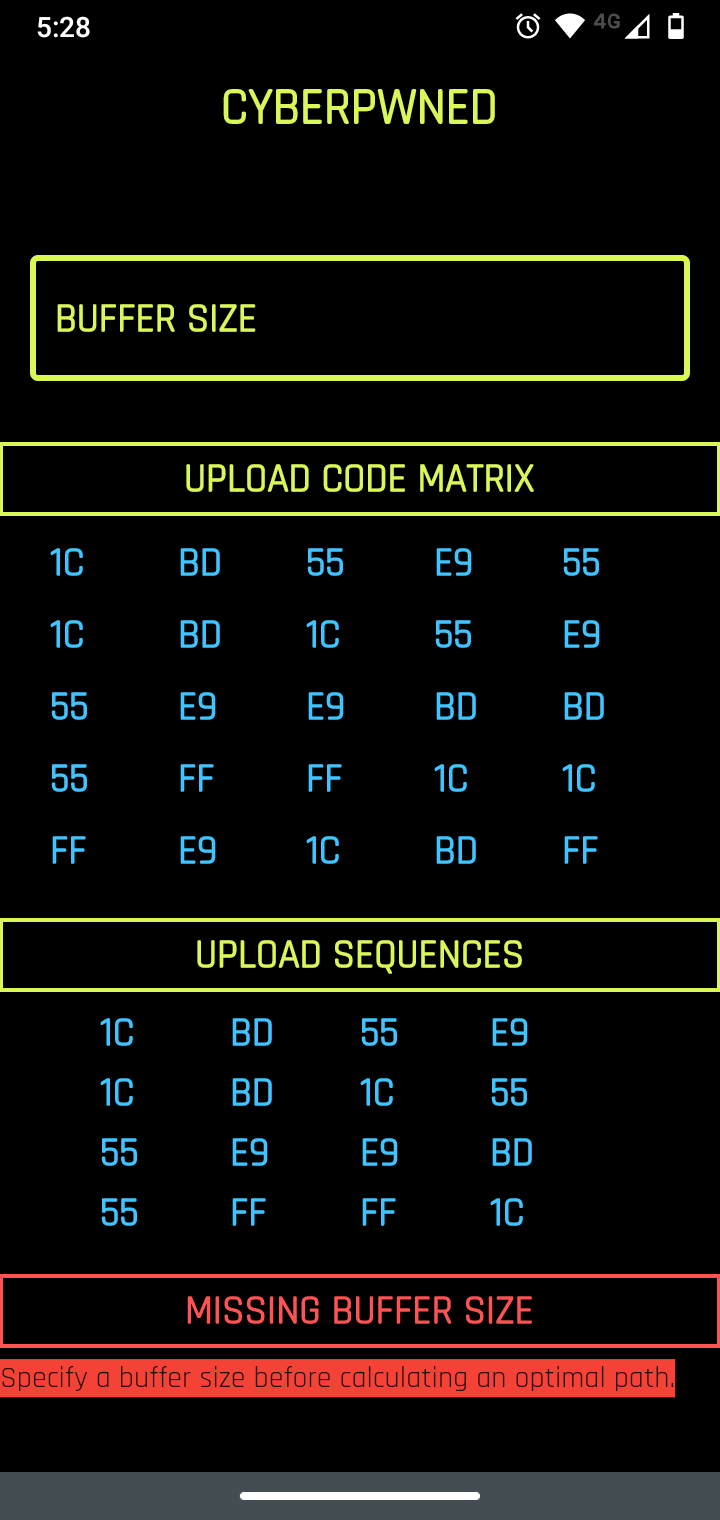 5:28 4G
CYBERPWNED
BUFFER SIZE
UPLOAD CODE MATRIX
1C BD 55 E9 55
1C BD 1C 55 E9
55 E9 E9 BD BD
55 FF FF 1C 1C
FF E9 1C BD FF
UPLOAD SEQUENCES
1C BD 55 E9
1C BD 1C 55
55 E9 E9 BD
55 FF FF 1C
MISSING BUFFER SIZE
Specify a buffer size before calculating an optimal path.